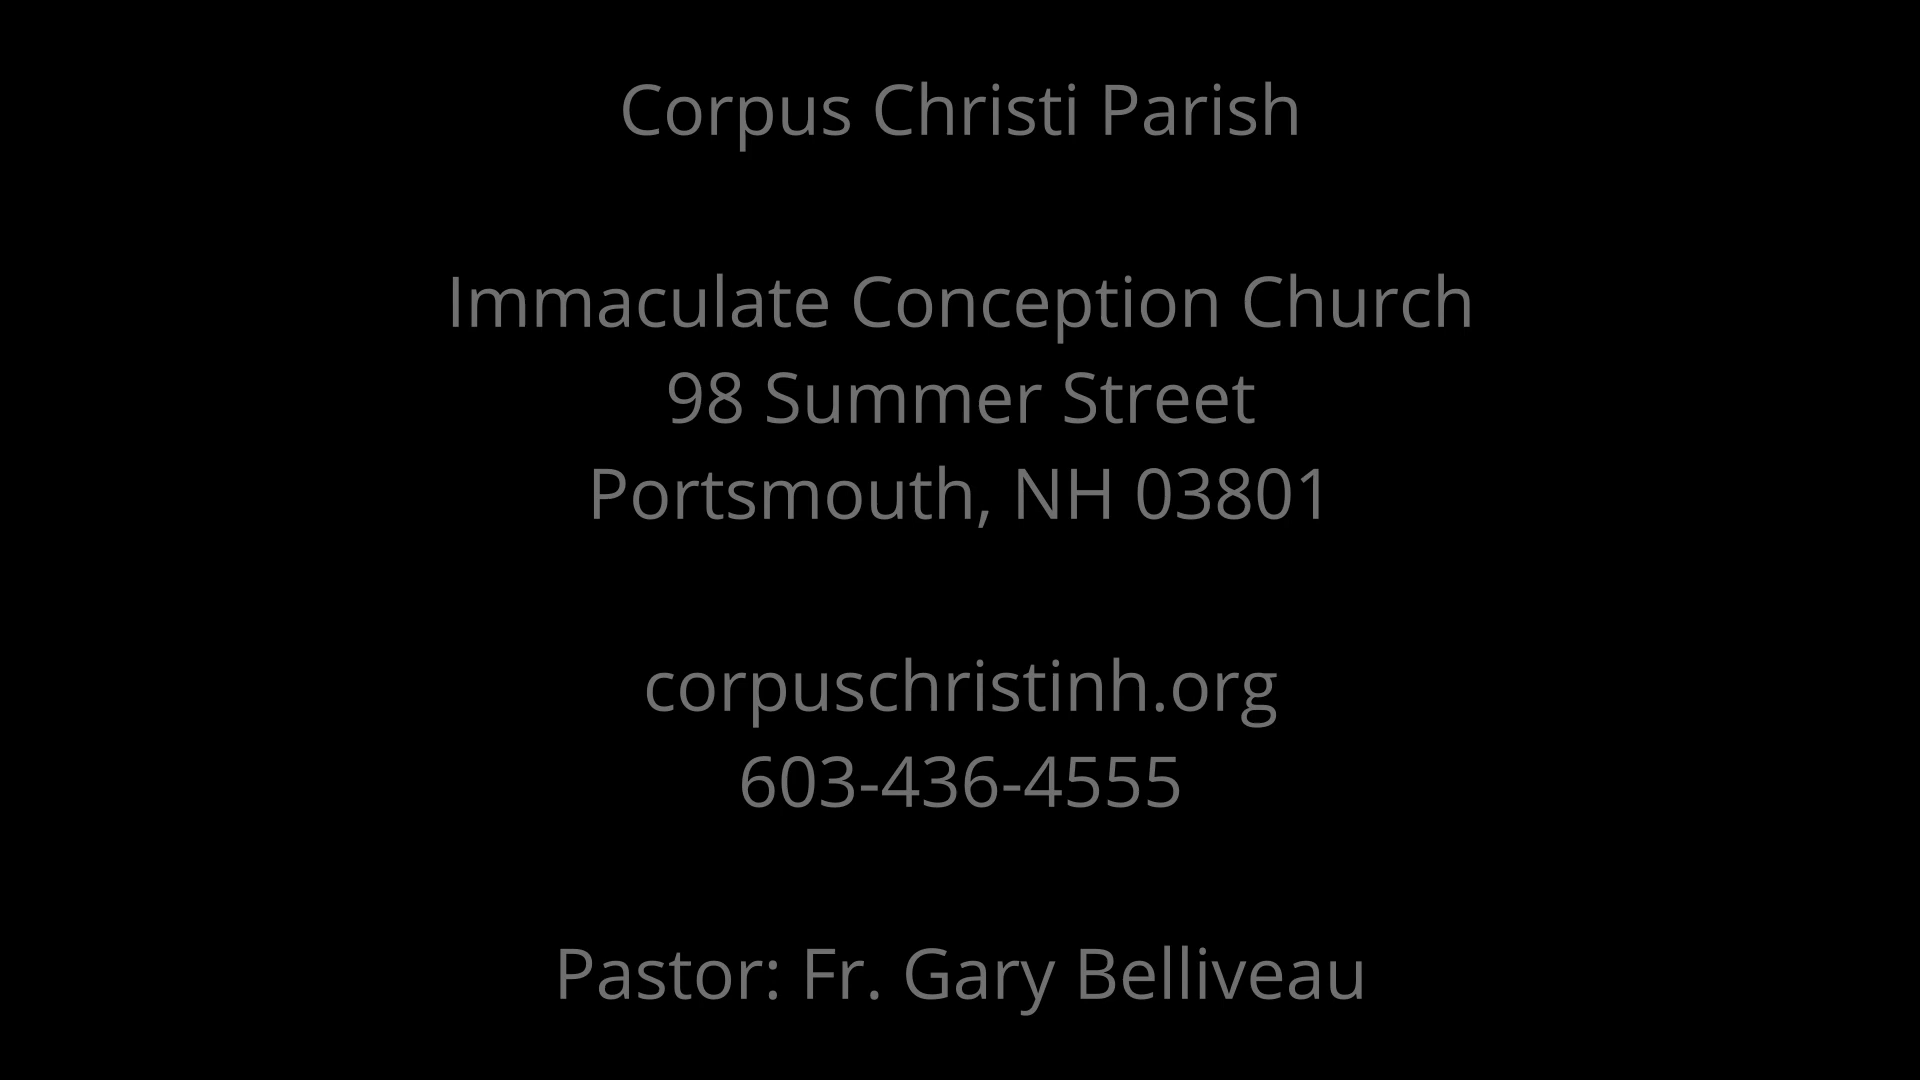 Corpus Christi Parish
Immaculate Conception Church
98 Summer Street
Portsmouth, NH 03801
corpuschristinh.org
603-436-4555
Pastor: Fr. Gary Belliveau